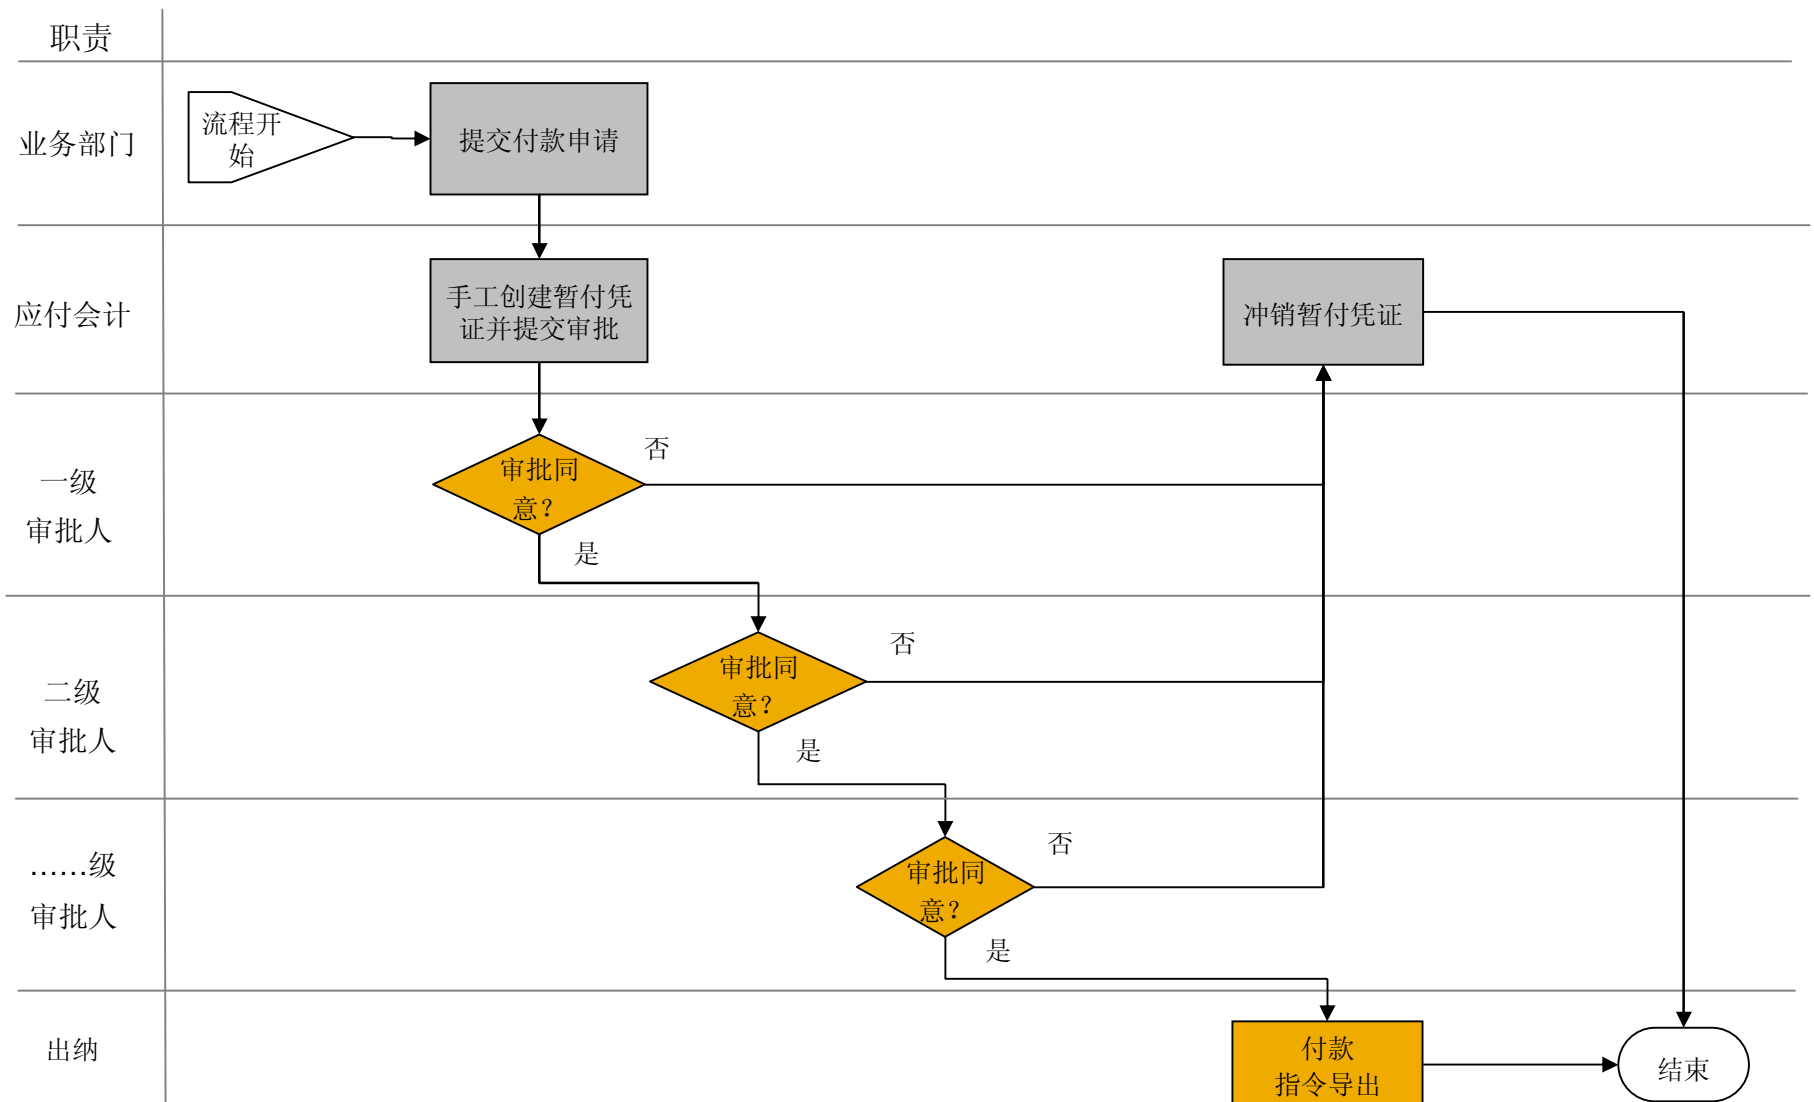 职责
业务部门
流程开
始
提交付款申请
应付会计
手工创建暂付凭
证并提交审批
冲销暂付凭证
一级
审批人
审批同
意?
否
是
二级
审批人
审批同
意?
否
是
……级
审批人
审批同
意?
否
是
出纳
付款
指令导出
结束